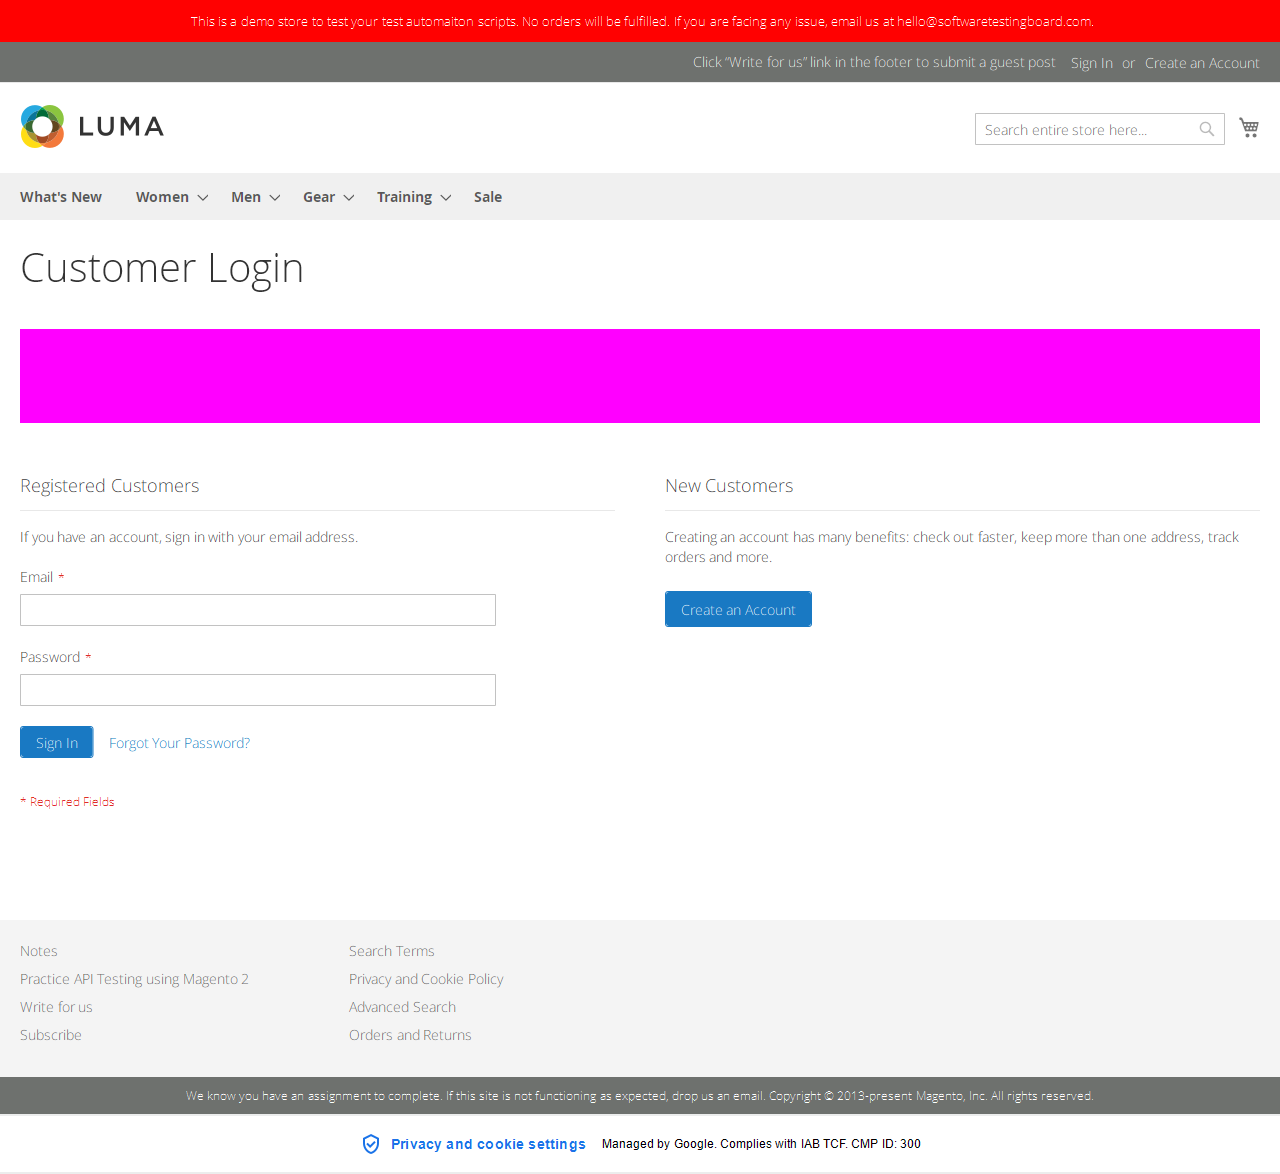 This is a demo store to test your test automaiton scripts. No orders will be fulfilled. If you are facing any issue, email us at hello@softwaretestingboard.com.
Click “Write for us” link in the footer to submit a guest post Sign In or Create an Account
LUMA
Search entire store here...
What's New Women Men Gear Training Sale
Customer Login
Registered Customers
If you have an account, sign in with your email address.
Email *
Password *
Sign In Forgot Your Password?
* Required Fields
New Customers
Creating an account has many benefits: check out faster, keep more than one address, track
orders and more.
Create an Account
Notes
Practice API Testing using Magento 2
Write for us
Subscribe
Search Terms
Privacy and Cookie Policy
Advanced Search
Orders and Returns
We know you have an assignment to complete. If this site is not functioning as expected, drop us an email. Copyright © 2013-present Magento, Inc. All rights reserved.
Privacy and cookie settings Managed by Google. Complies with IAB TCF. CMP ID: 300